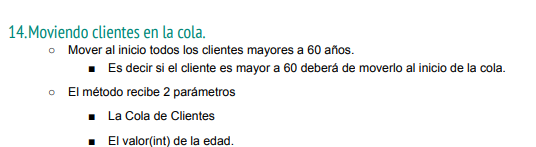 14.Moviendo clientes en la cola.
○ Mover al inicio todos los clientes mayores a 60 años.
■ Es decir si el cliente es mayor a 60 deberá de moverlo al inicio de la cola.
○ El método recibe 2 parámetros
■ La Cola de Clientes
■ El valor(int) de la edad.